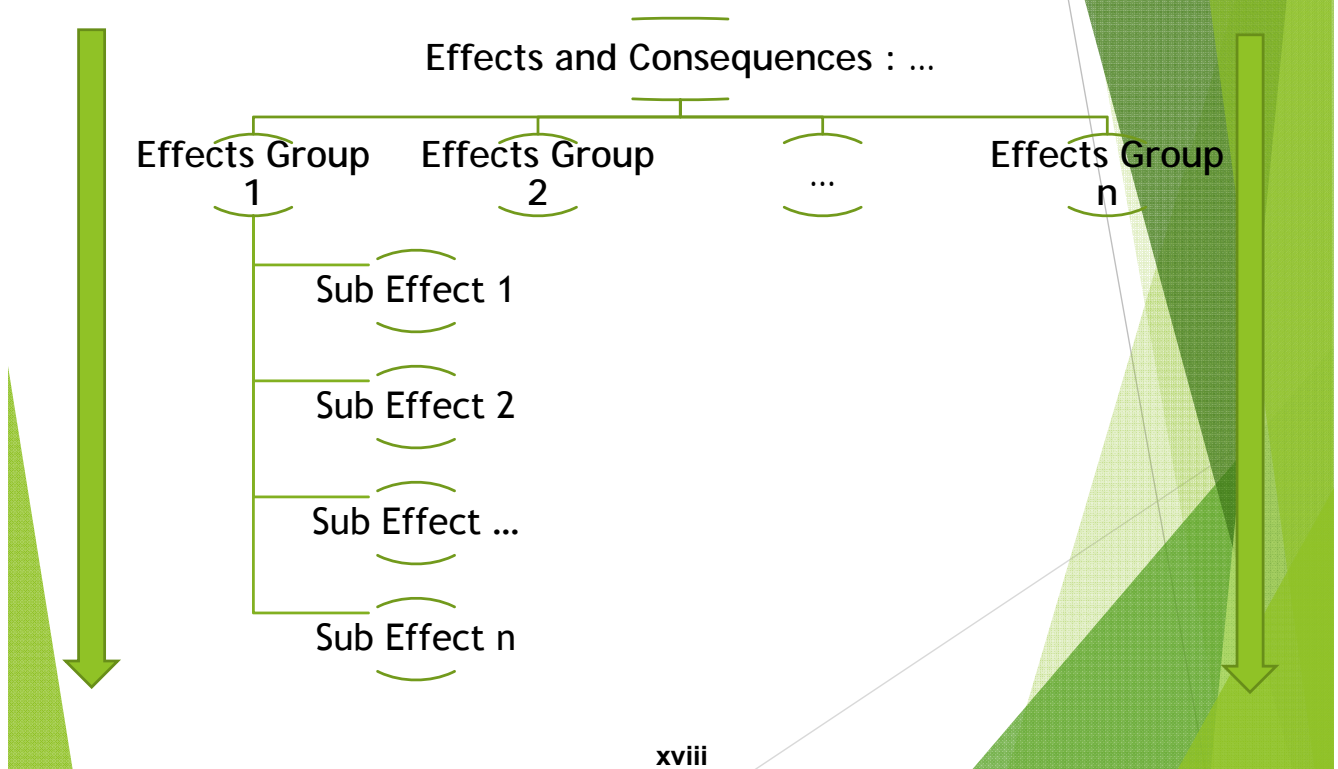 Effects and Consequences : …
Effects Group
1
Effects Group
2
…
Effects Group
n
Sub Effect 1
Sub Effect 2
Sub Effect …
Sub Effect n
xviii